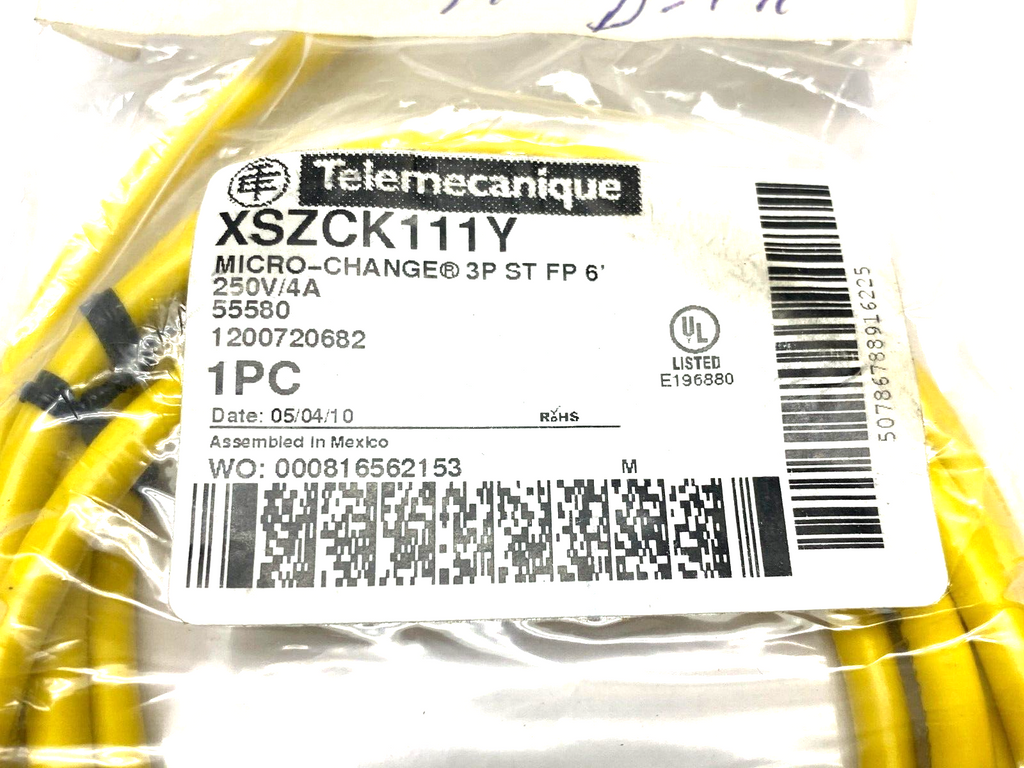 Telemecanique
XSZCK111Y
MICRO-CHANGE® 3P ST FP 6'
250V/4A
55580
1200720682
1PC
Date: 05/04/10
RoHS
Assembled in Mexico
WO: 000816562153
M
UL
LISTED
E196880
50786788916225